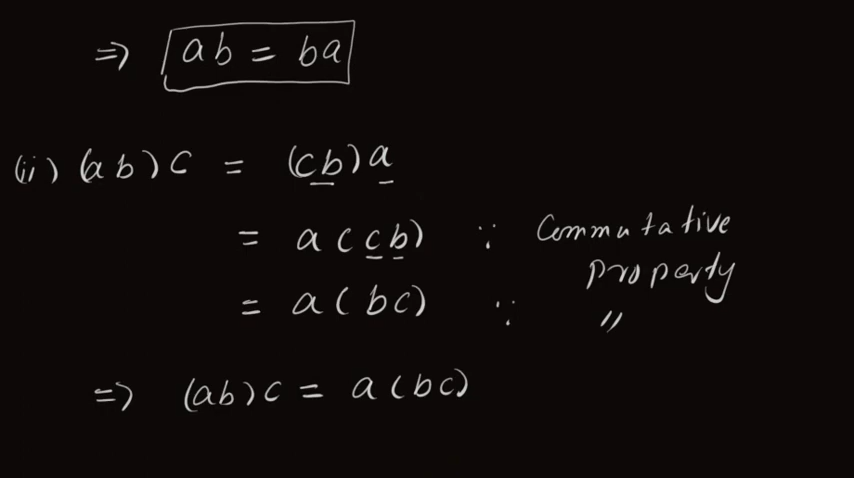 ⇒ ab = ba
(ii) (ab)c = (cb)a
= a(cb) ∵ Commutative
property
= a(bc) ∵ "
⇒ (ab)c = a(bc)